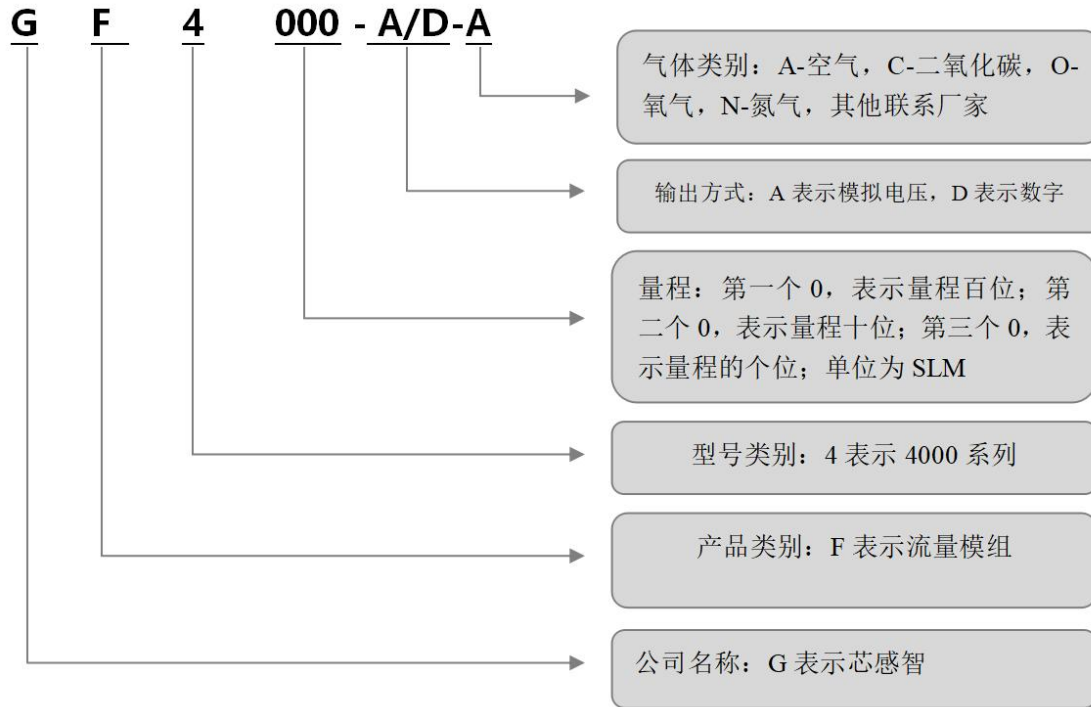 G F 4 000 - A/D-A
气体类别：A-空气，C-二氧化碳，O-
氧气，N-氮气，其他联系厂家
输出方式：A 表示模拟电压，D 表示数字
量程：第一个 0，表示量程百位；第
二个 0，表示量程十位；第三个 0，表
示量程的个位；单位为 SLM
型号类别：4 表示 4000 系列
产品类别：F 表示流量模组
公司名称：G 表示芯感智